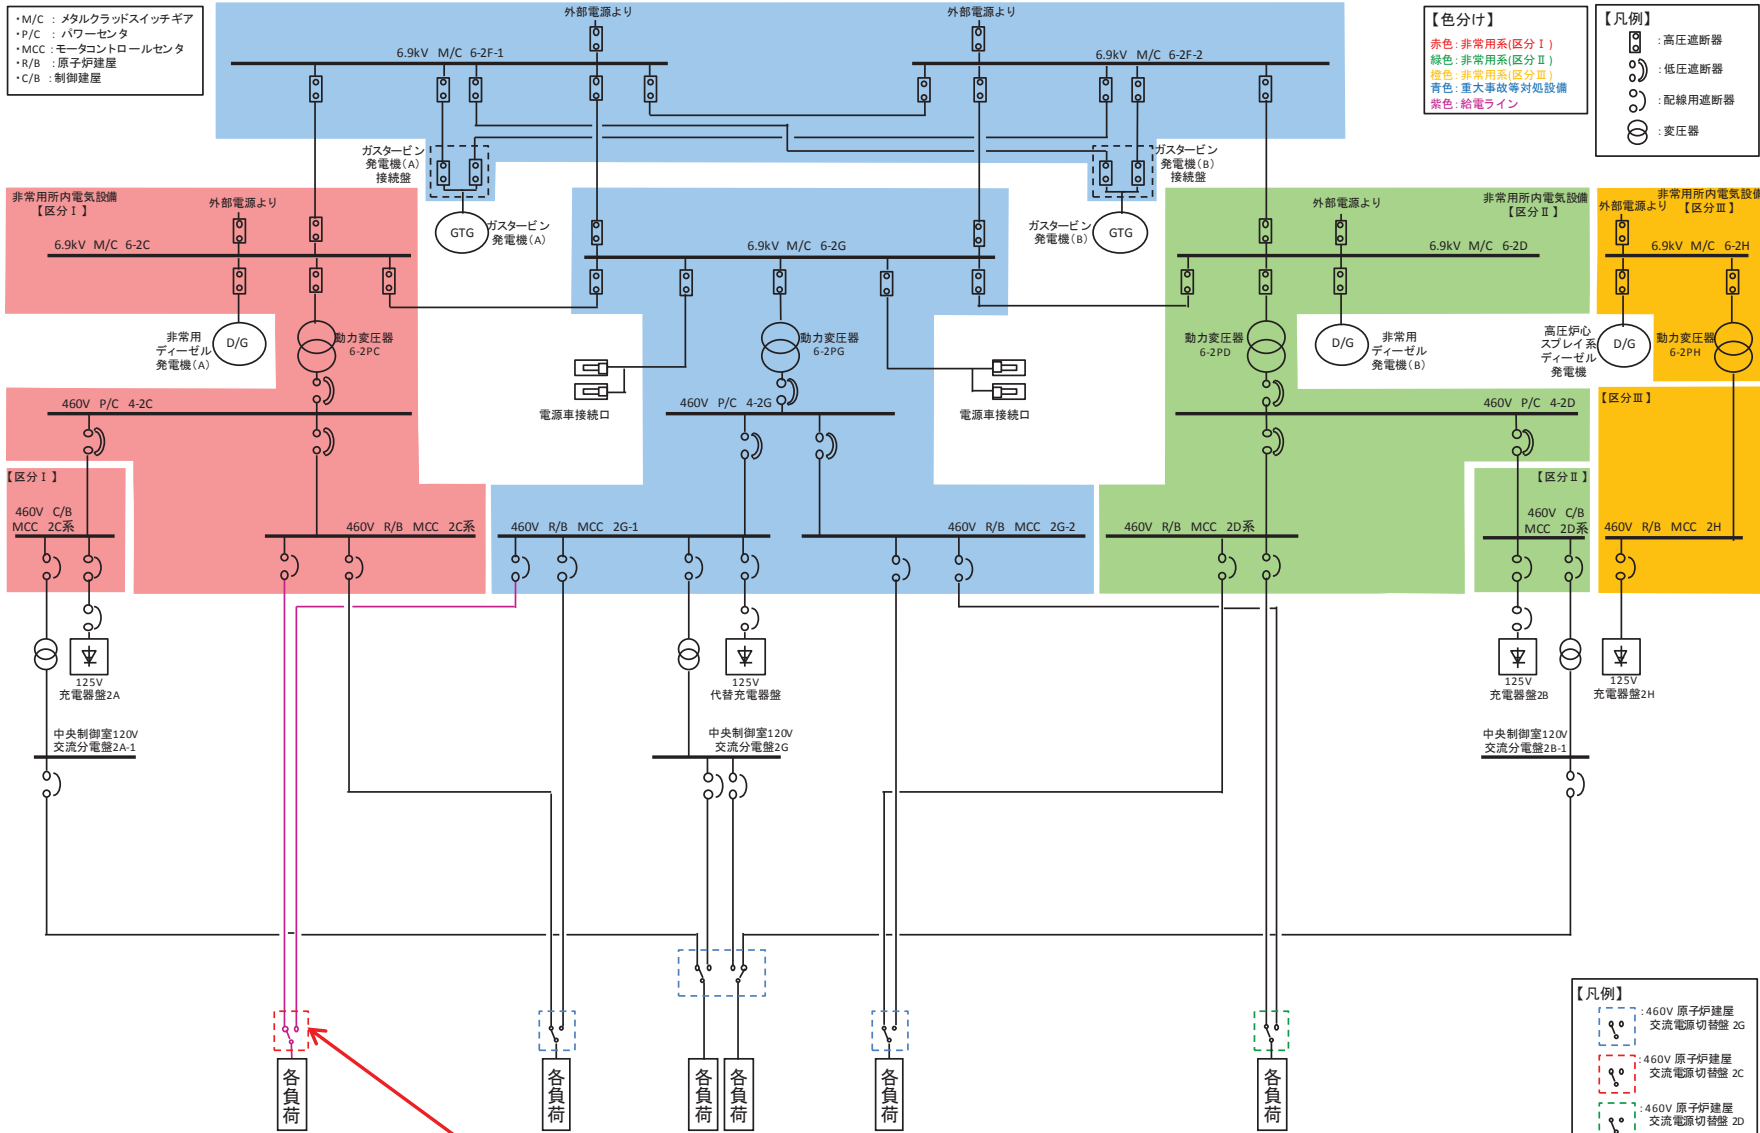 ・M/C ：メタルクラッドスイッチギア
・P/C ：パワーセンタ
・MCC：モータコントロールセンタ
・R/B ：原子炉建屋
・C/B ：制御建屋
外部電源より
外部電源より
6.9kV M/C 6-2F-1
6.9kV M/C 6-2F-2
【色分け】
赤色：非常用系(区分Ⅰ)
緑色：非常用系(区分Ⅱ)
橙色：非常用系(区分Ⅲ)
青色：重大事故等対処設備
紫色：給電ライン
【凡例】
：高圧遮断器
：低圧遮断器
：配線用遮断器
：変圧器
ガスタービン
発電機(A)
接続盤
ガスタービン
発電機(B)
接続盤
非常用所内電気設備
【区分Ⅰ】
外部電源より
6.9kV M/C 6-2C
GTG
ガスタービン
発電機(A)
6.9kV M/C 6-2G
ガスタービン
発電機(B)
GTG
外部電源より
非常用所内電気設備
【区分Ⅱ】
6.9kV M/C 6-2D
非常用所内電気設備
外部電源より
【区分Ⅲ】
6.9kV M/C 6-2H
非常用
ディーゼル
発電機(A)
D/G
動力変圧器
6-2PC
動力変圧器
6-2PG
動力変圧器
6-2PD
D/G
非常用
ディーゼル
発電機(B)
高圧炉心
スプレイ系
ディーゼル
発電機
D/G
動力変圧器
6-2PH
460V P/C 4-2C
電源車接続口
460V P/C 4-2G
電源車接続口
460V P/C 4-2D
【区分Ⅲ】
【区分Ⅰ】
460V C/B
MCC 2C系
460V R/B MCC 2C系
460V R/B MCC 2G-1
460V R/B MCC 2G-2
460V R/B MCC 2D系
【区分Ⅱ】
460V C/B
MCC 2D系
460V R/B MCC 2H
125V
充電器盤2A
125V
代替充電器盤
125V
充電器盤2B
125V
充電器盤2H
中央制御室120V
交流分電盤2A-1
中央制御室120V
交流分電盤2G
中央制御室120V
交流分電盤2B-1
各負荷
各負荷
各負荷
各負荷
各負荷
各負荷
【凡例】
：460V 原子炉建屋
交流電源切替盤 2G
：460V 原子炉建屋
交流電源切替盤 2C
：460V 原子炉建屋
交流電源切替盤 2D